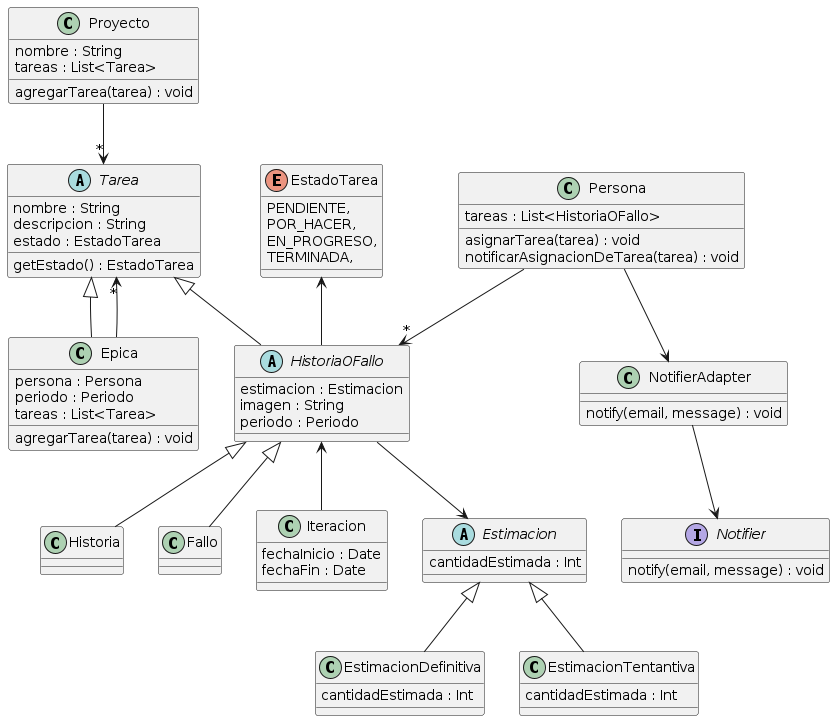 C Proyecto
nombre : String
tareas : List<Tarea>
agregarTarea(tarea) : void
*
A Tarea
nombre : String
descripcion : String
estado : EstadoTarea
getEstado() : EstadoTarea
E EstadoTarea
PENDIENTE,
POR_HACER,
EN_PROGRESO,
TERMINADA,
C Persona
tareas : List<HistoriaOFallo>
asignarTarea(tarea) : void
notificarAsignacionDeTarea(tarea) : void
*
*
C Epica
persona : Persona
periodo : Periodo
tareas : List<Tarea>
agregarTarea(tarea) : void
A HistoriaOFallo
estimacion : Estimacion
imagen : String
periodo : Periodo
C NotifierAdapter
notify(email, message) : void
C Historia
C Fallo
C Iteracion
fechaInicio : Date
fechaFin : Date
A Estimacion
cantidadEstimada : Int
I Notifier
notify(email, message) : void
C EstimacionDefinitiva
cantidadEstimada : Int
C EstimacionTentantiva
cantidadEstimada : Int